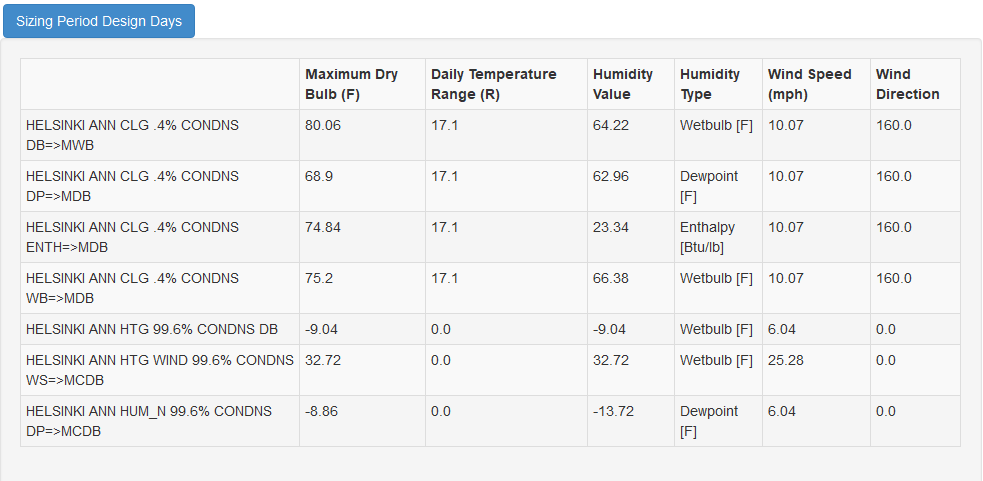 Sizing Period Design Days
Maximum Dry Bulb (F) Daily Temperature Range (R) Humidity Value Humidity Type Wind Speed (mph) Wind Direction
HELSINKI ANN CLG .4% CONDNS DB=>MWB 80.06 17.1 64.22 Wetbulb [F] 10.07 160.0
HELSINKI ANN CLG .4% CONDNS DP=>MDB 68.9 17.1 62.96 Dewpoint [F] 10.07 160.0
HELSINKI ANN CLG .4% CONDNS ENTH=>MDB 74.84 17.1 23.34 Enthalpy [Btu/lb] 10.07 160.0
HELSINKI ANN CLG .4% CONDNS WB=>MDB 75.2 17.1 66.38 Wetbulb [F] 10.07 160.0
HELSINKI ANN HTG 99.6% CONDNS DB -9.04 0.0 -9.04 Wetbulb [F] 6.04 0.0
HELSINKI ANN HTG WIND 99.6% CONDNS WS=>MCDB 32.72 0.0 32.72 Wetbulb [F] 25.28 0.0
HELSINKI ANN HUM_N 99.6% CONDNS DP=>MCDB -8.86 0.0 -13.72 Dewpoint [F] 6.04 0.0